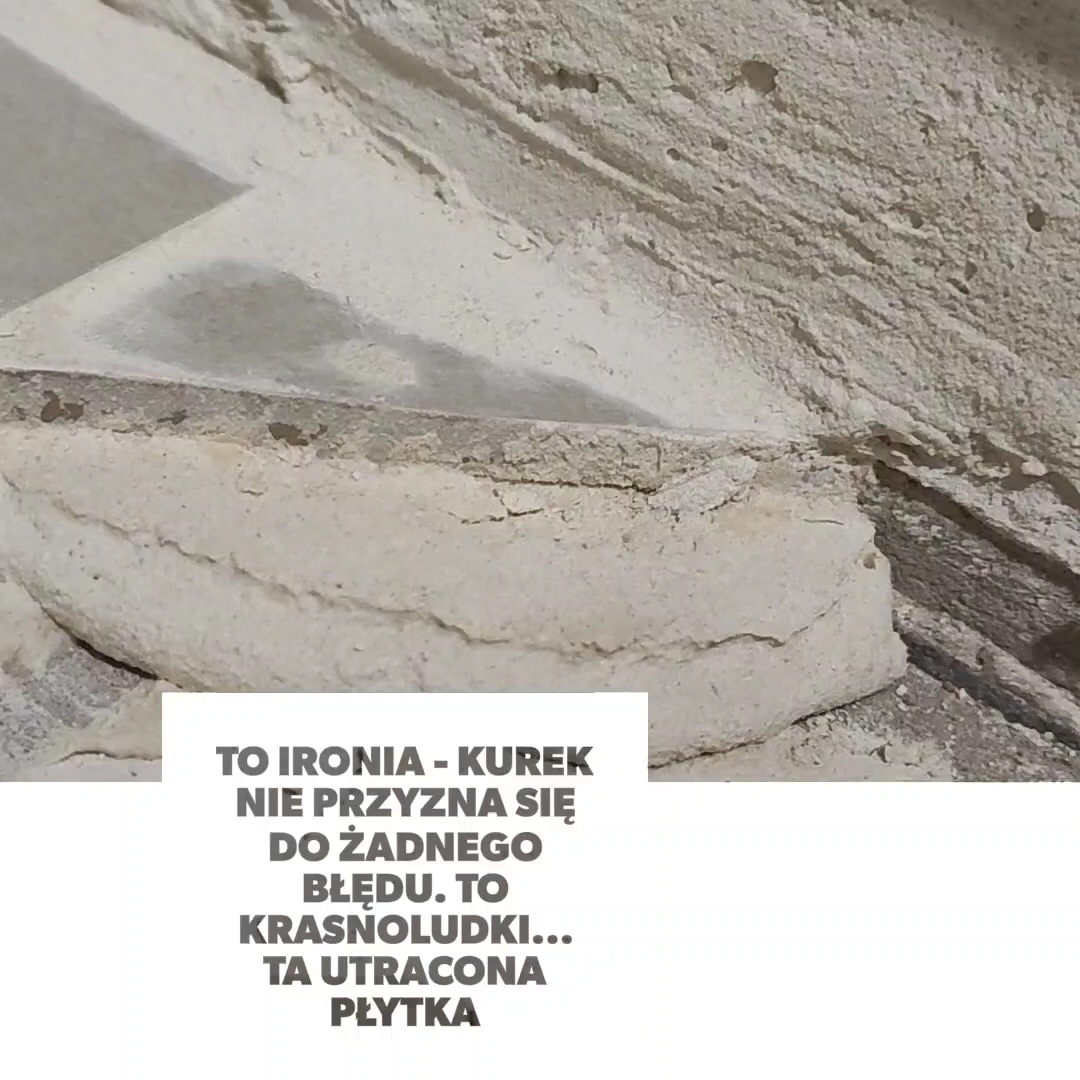 TO IRONIA - KUREK
NIE PRZYZNA SIĘ
DO ŻADNEGO
BŁĘDU. TO
KRASNOLUDKI...
TA UTRACONA
PŁYTKA